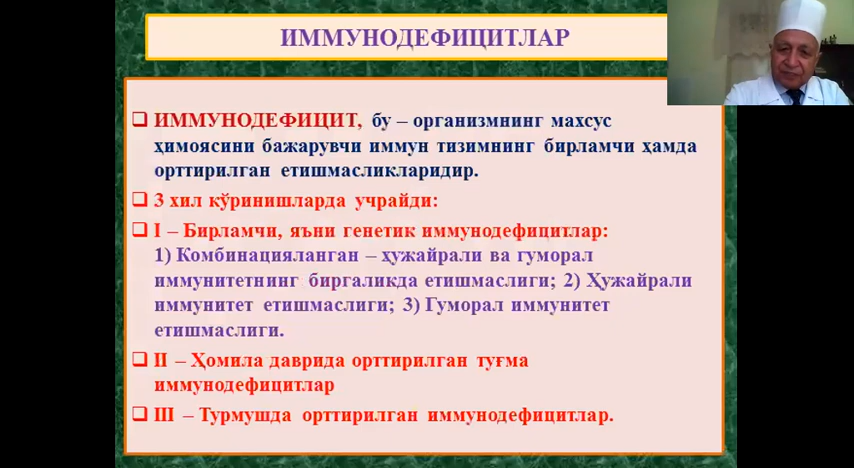 ИММУНОДЕФИЦИТЛАР
ИММУНОДЕФИЦИТ, бу – организмнинг махсус
ҳимоясини бажарувчи иммун тизимнинг бирламчи ҳамда
орттирилган етишмасликларидир.
3 хил кўринишларда учрайди:
I – Бирламчи, яъни генетик иммунодефицитлар:
1) Комбинацияланган – ҳужайрали ва гуморал
иммунитетнинг биргаликда етишмаслиги; 2) Ҳужайрали
иммунитет етишмаслиги; 3) Гуморал иммунитет
етишмаслиги.
II – Ҳомила даврида орттирилган туғма
иммунодефицитлар
III – Турмушда орттирилган иммунодефицитлар.